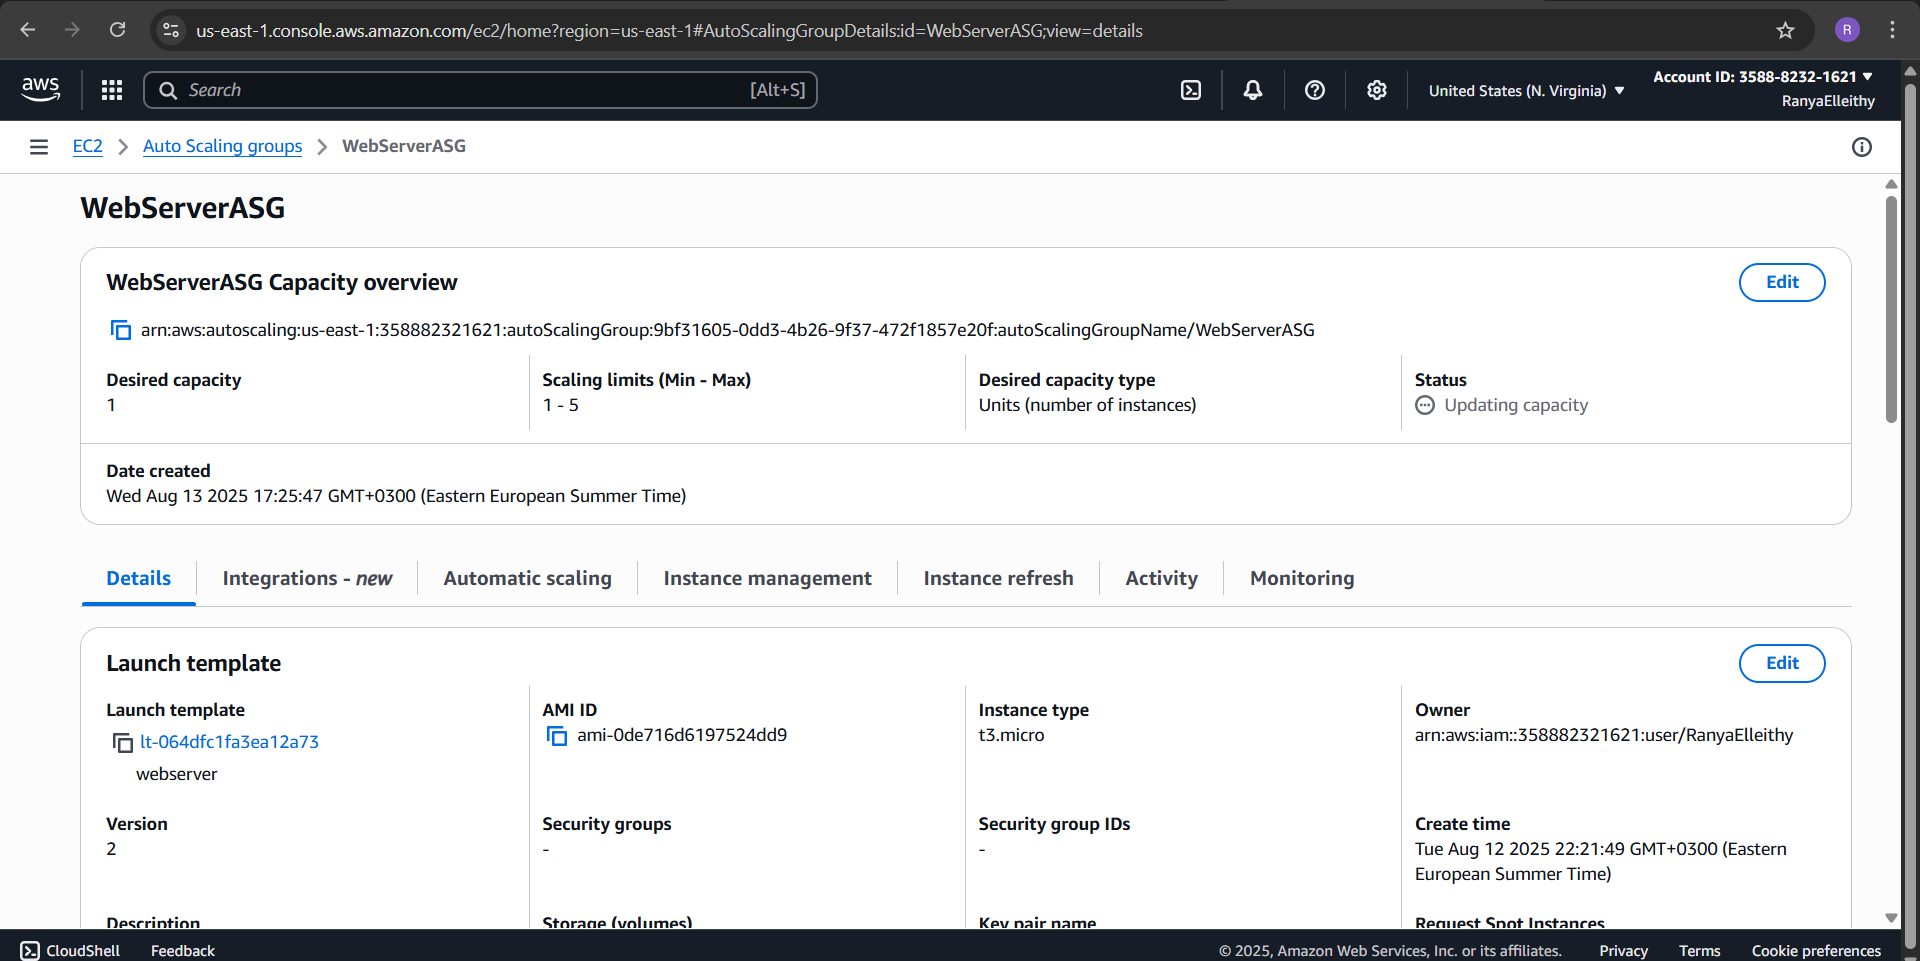 us-east-1.console.aws.amazon.com/ec2/home?region=us-east-1#AutoScalingGroupDetails:id=WebServerASG;view=details
R
aws
Search
[Alt+S]
United States (N. Virginia)
Account ID: 3588-8232-1621
RanyaElleithy
EC2
Auto Scaling groups
WebServerASG
WebServerASG
WebServerASG Capacity overview
Edit
arn:aws:autoscaling:us-east-1:358882321621:autoScalingGroup:9bf31605-0dd3-4b26-9f37-472f1857e20f:autoScalingGroupName/WebServerASG
Desired capacity
1
Scaling limits (Min - Max)
1 - 5
Desired capacity type
Units (number of instances)
Status
Updating capacity
Date created
Wed Aug 13 2025 17:25:47 GMT+0300 (Eastern European Summer Time)
Details
Integrations - new
Automatic scaling
Instance management
Instance refresh
Activity
Monitoring
Launch template
Edit
Launch template
lt-064dfc1fa3ea12a73
webserver
AMI ID
ami-0de716d6197524dd9
Instance type
t3.micro
Owner
arn:aws:iam::358882321621:user/RanyaElleithy
Version
2
Security groups
-
Security group IDs
-
Create time
Tue Aug 12 2025 22:21:49 GMT+0300 (Eastern
European Summer Time)
Description
Storage (volumes)
Key pair name
Request Spot Instances
CloudShell
Feedback
© 2025, Amazon Web Services, Inc. or its affiliates.
Privacy
Terms
Cookie preferences